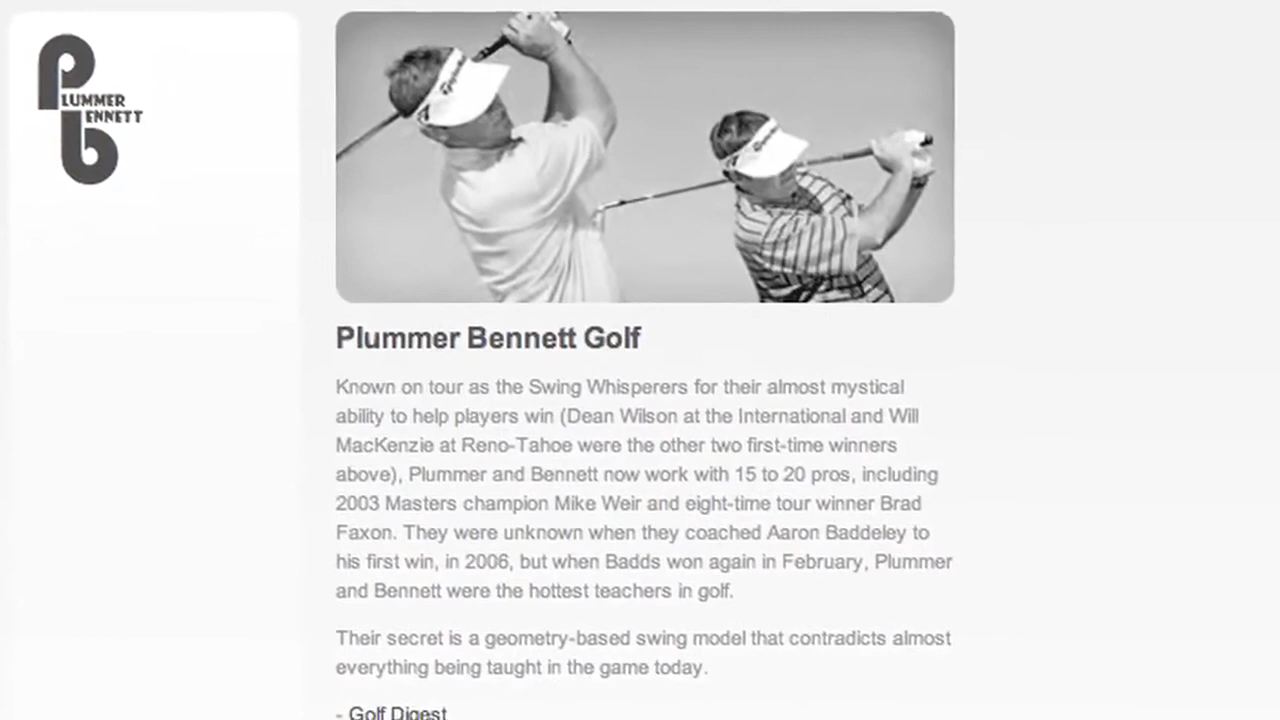 PLUMMER
BENNETT
Plummer Bennett Golf
Known on tour as the Swing Whisperers for their almost mystical
ability to help players win (Dean Wilson at the International and Will
MacKenzie at Reno-Tahoe were the other two first-time winners
above), Plummer and Bennett now work with 15 to 20 pros, including
2003 Masters champion Mike Weir and eight-time tour winner Brad
Faxon. They were unknown when they coached Aaron Baddeley to
his first win, in 2006, but when Badds won again in February, Plummer
and Bennett were the hottest teachers in golf.
Their secret is a geometry-based swing model that contradicts almost
everything being taught in the game today.
- Golf Digest